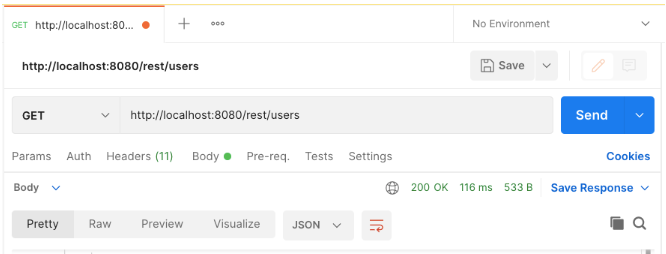 GET http://localhost:80... No Environment
http://localhost:8080/rest/users Save
GET http://localhost:8080/rest/users Send
Params Auth Headers (11) Body Pre-req. Tests Settings Cookies
Body 200 OK 116 ms 533 B Save Response
Pretty Raw Preview Visualize JSON